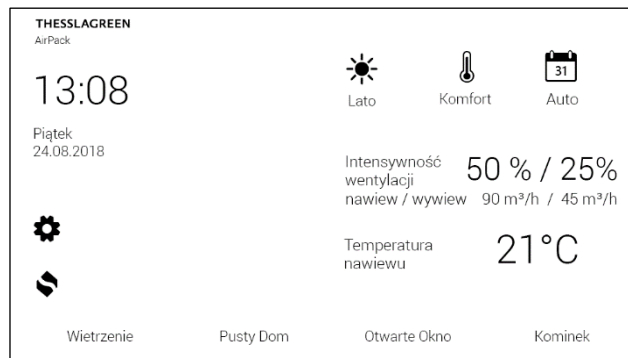 THESSLAGREEN
AirPack
13:08
Piątek
24.08.2018
31
Lato
Komfort
Auto
Intensywność
wentylacji
nawiew / wywiew
50 % / 25%
90 m³/h / 45 m³/h
Temperatura
nawiewu
21°C
Wietrzenie
Pusty Dom
Otwarte Okno
Kominek